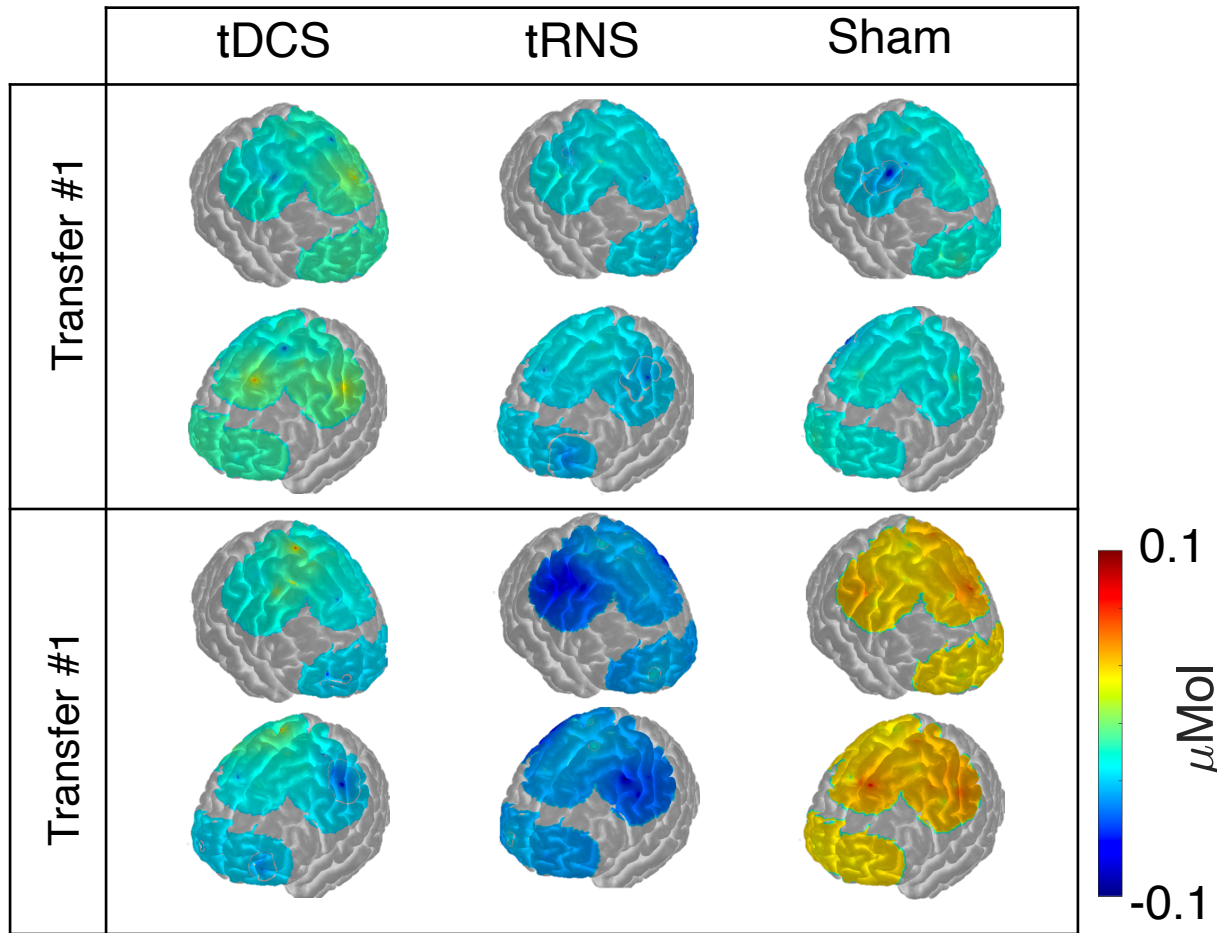 tDCS tRNS Sham
Transfer #1
Transfer #1
0.1
μMol
-0.1